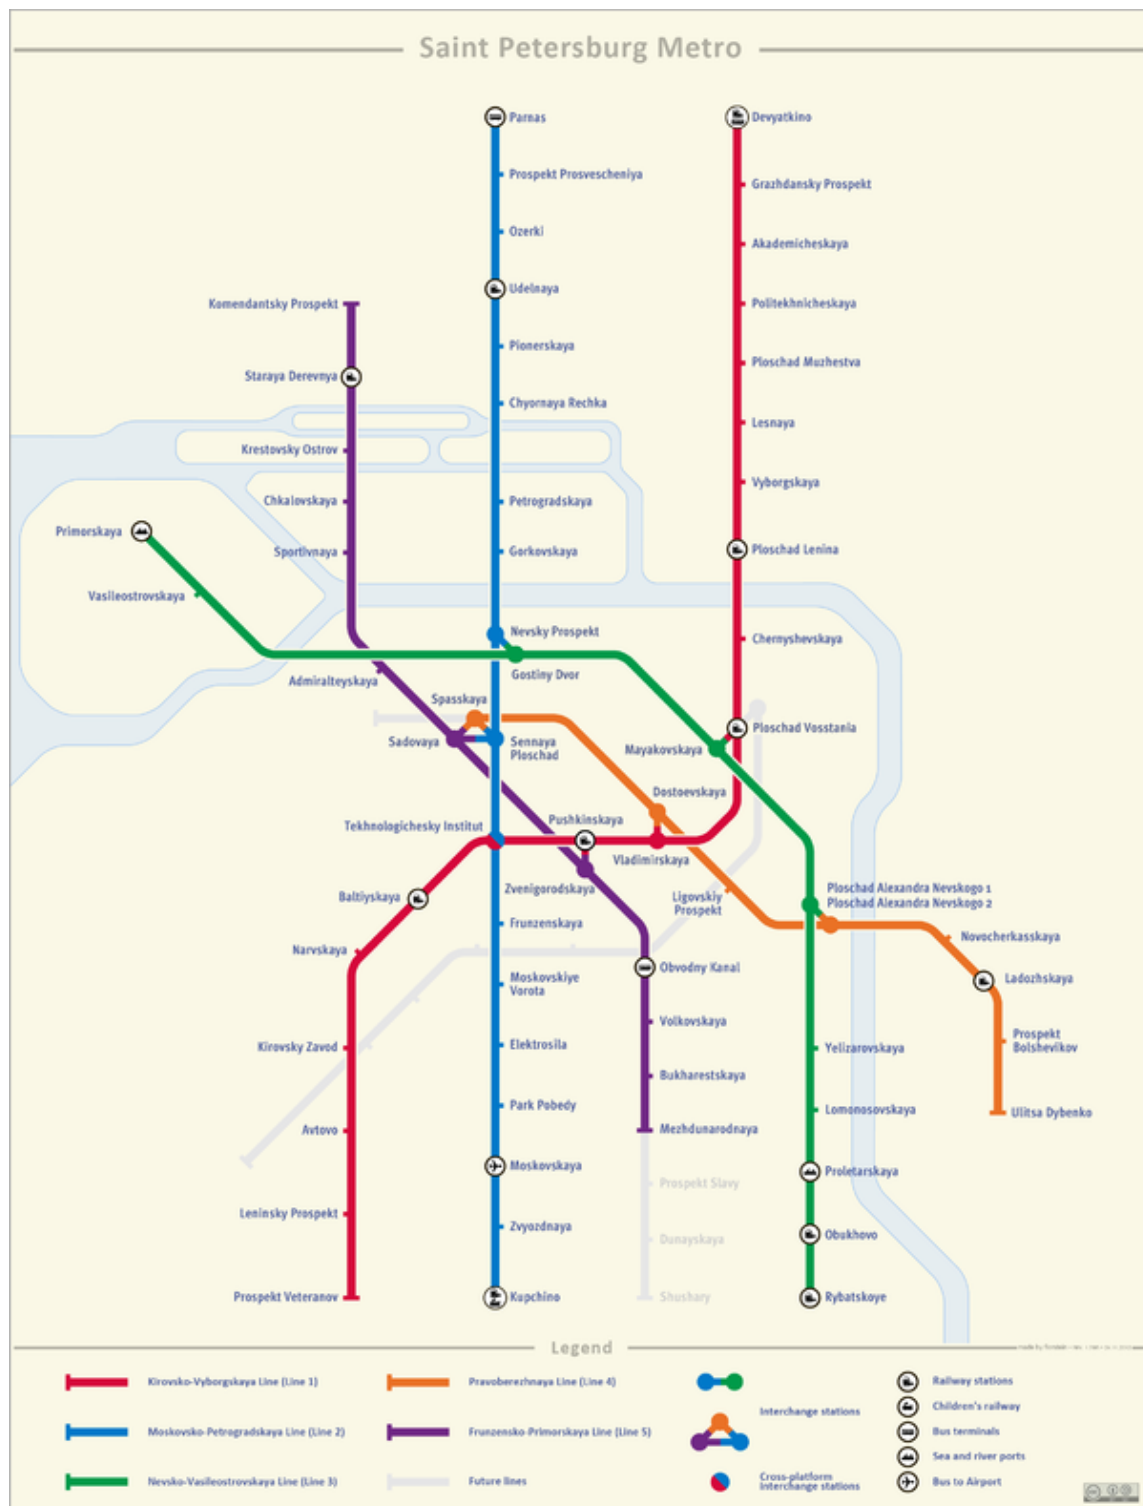 Saint Petersburg Metro
Parnas
Devyatkino
Prospekt Prosvescheniya
Grazhdansky Prospekt
Ozerki
Akademicheskaya
Udelnaya
Komendantsky Prospekt
Politekhnicheskaya
Pionerskaya
Ploschad Muzhestva
Staraya Derevnya
Chyornaya Rechka
Lesnaya
Krestovsky Ostrov
Vyborgskaya
Chkalovskaya
Petrogradskaya
Primorskaya
Sportivnaya
Gorkovskaya
Ploschad Lenina
Vasileostrovskaya
Nevsky Prospekt
Chernyshevskaya
Gostiny Dvor
Admiralteyskaya
Spasskaya
Ploschad Vosstania
Sadovaya
Sennaya
Ploschad
Mayakovskaya
Dostoevskaya
Pushkinskaya
Tekhnologichesky Institut
Vladimirskaya
Zvenigorodskaya
Ploschad Alexandra Nevskogo 1
Ploschad Alexandra Nevskogo 2
Baltiyskaya
Ligovskiy
Prospekt
Frunzenskaya
Novocherkasskaya
Narvskaya
Obvodny Kanal
Ladozhskaya
Moskovskiye
Vorota
Volkovskaya
Kirovsky Zavod
Elektrosila
Yelizarovskaya
Prospekt
Bolshevikov
Bukharestskaya
Park Pobedy
Lomonosovskaya
Ulitsa Dybenko
Avtovo
Mezhdunarodnaya
Moskovskaya
Proletarskaya
Prospekt Slavy
Leninsky Prospekt
Zvyozdnaya
Dunayskaya
Obukhovo
Prospekt Veteranov
Kupchino
Shushary
Rybatskoye
Legend
Kirovsko-Vyborgskaya Line (Line 1)
Moskovsko-Petrogradskaya Line (Line 2)
Nevsko-Vasileostrovskaya Line (Line 3)
Pravoberezhnaya Line (Line 4)
Frunzensko-Primorskaya Line (Line 5)
Future lines
Interchange stations
Cross-platform
Interchange stations
Railway stations
Children's railway
Bus terminals
Sea and river ports
Bus to Airport